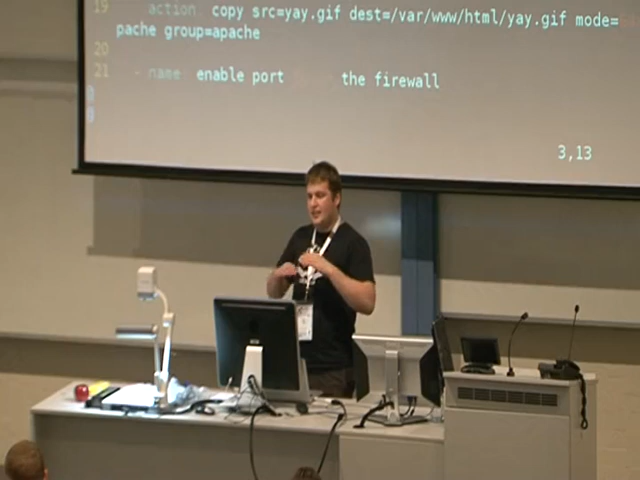 19 action copy src=yay.gif dest=/var/www/html/yay.gif mode=
pache group=apache
20
21 - name enable port the firewall
@
@
3,13